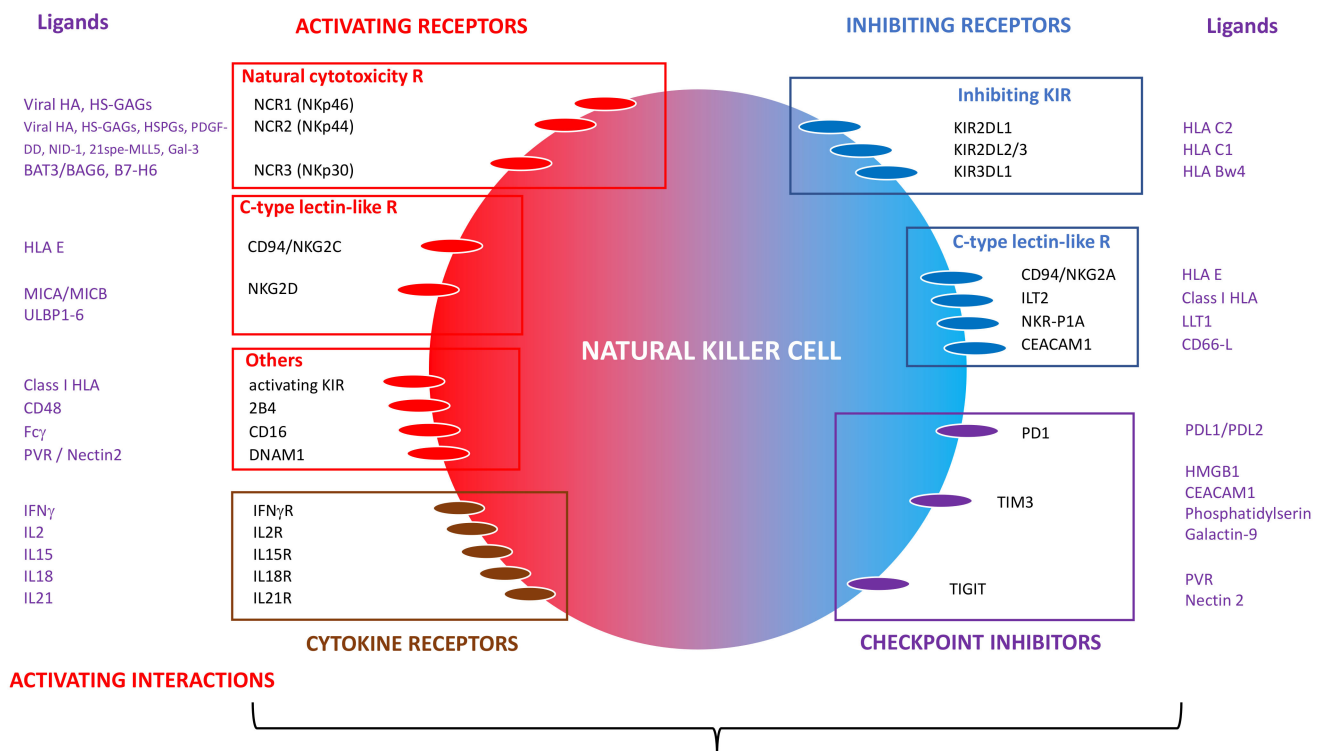 Ligands
ACTIVATING RECEPTORS
INHIBITING RECEPTORS
Ligands
Natural cytotoxicity R
Viral HA, HS-GAGs
NCR1 (NKp46)
Viral HA, HS-GAGs, HSPGs, PDGF-
DD, NID-1, 21spe-MLL5, Gal-3
NCR2 (NKp44)
BAT3/BAG6, B7-H6
NCR3 (NKp30)
C-type lectin-like R
HLA E
CD94/NKG2C
MICA/MICB
ULBP1-6
NKG2D
Others
Class I HLA
activating KIR
CD48
2B4
Fcγ
CD16
PVR / Nectin2
DNAM1
IFNγ
IFNγR
IL2
IL2R
IL15
IL15R
IL18
IL18R
IL21
IL21R
CYTOKINE RECEPTORS
ACTIVATING INTERACTIONS
NATURAL KILLER CELL
Inhibiting KIR
KIR2DL1
HLA C2
KIR2DL2/3
HLA C1
KIR3DL1
HLA Bw4
C-type lectin-like R
CD94/NKG2A
HLA E
ILT2
Class I HLA
NKR-P1A
LLT1
CEACAM1
CD66-L
PD1
PDL1/PDL2
TIM3
HMGB1
CEACAM1
Phosphatidylserin
Galactin-9
TIGIT
PVR
Nectin 2
CHECKPOINT INHIBITORS